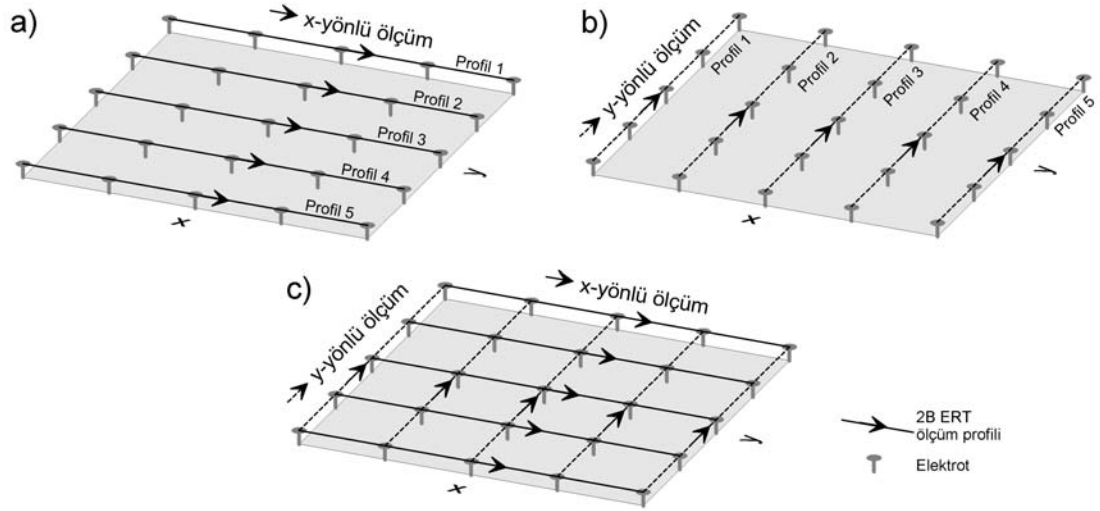 a)
x-yönlü ölçüm
Profil 1
Profil 2
Profil 3
Profil 4
Profil 5
x
y
b)
y-yönlü ölçüm
Profil 1
Profil 2
Profil 3
Profil 4
Profil 5
x
y
c)
x-yönlü ölçüm
y-yönlü ölçüm
x
y
2B ERT
ölçüm profili
Elektrot